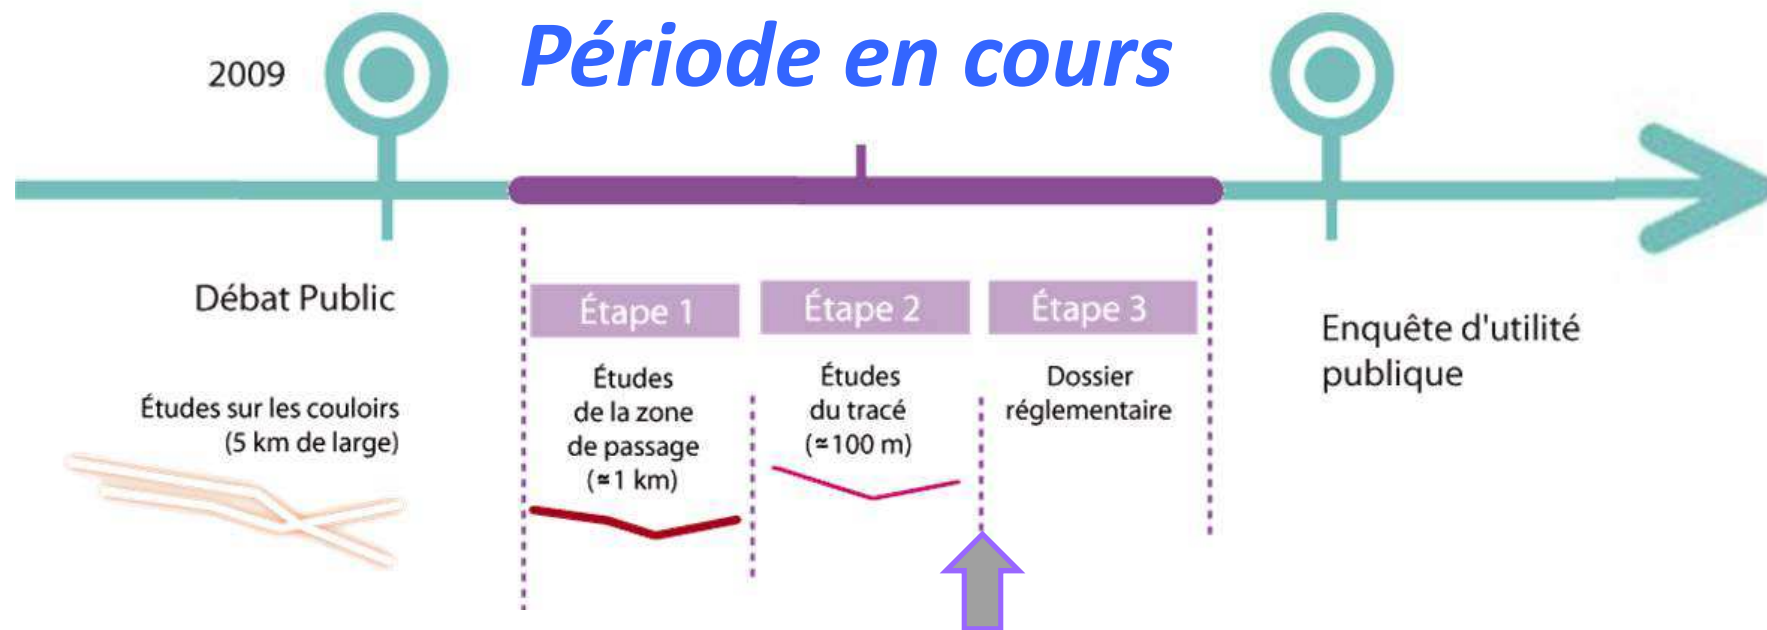 Période en cours
2009
Débat Public
Études sur les couloirs
(5 km de large)
Étape 1
Études
de la zone
de passage
(≃1 km)
Étape 2
Études
du tracé
(≃100 m)
Étape 3
Dossier
réglementaire
Enquête d'utilité
publique